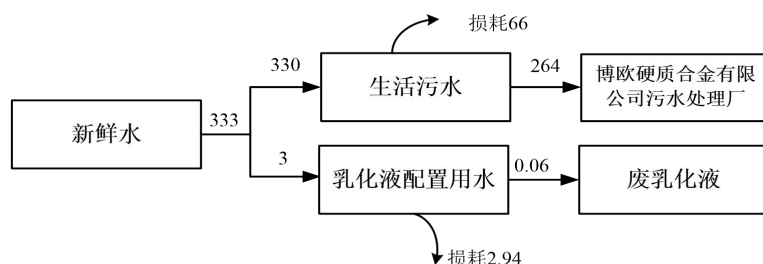 损耗66
330
生活污水
264
博欧硬质合金有限
公司污水处理厂
新鲜水
333
3
乳化液配置用水
0.06
废乳化液
损耗2.94